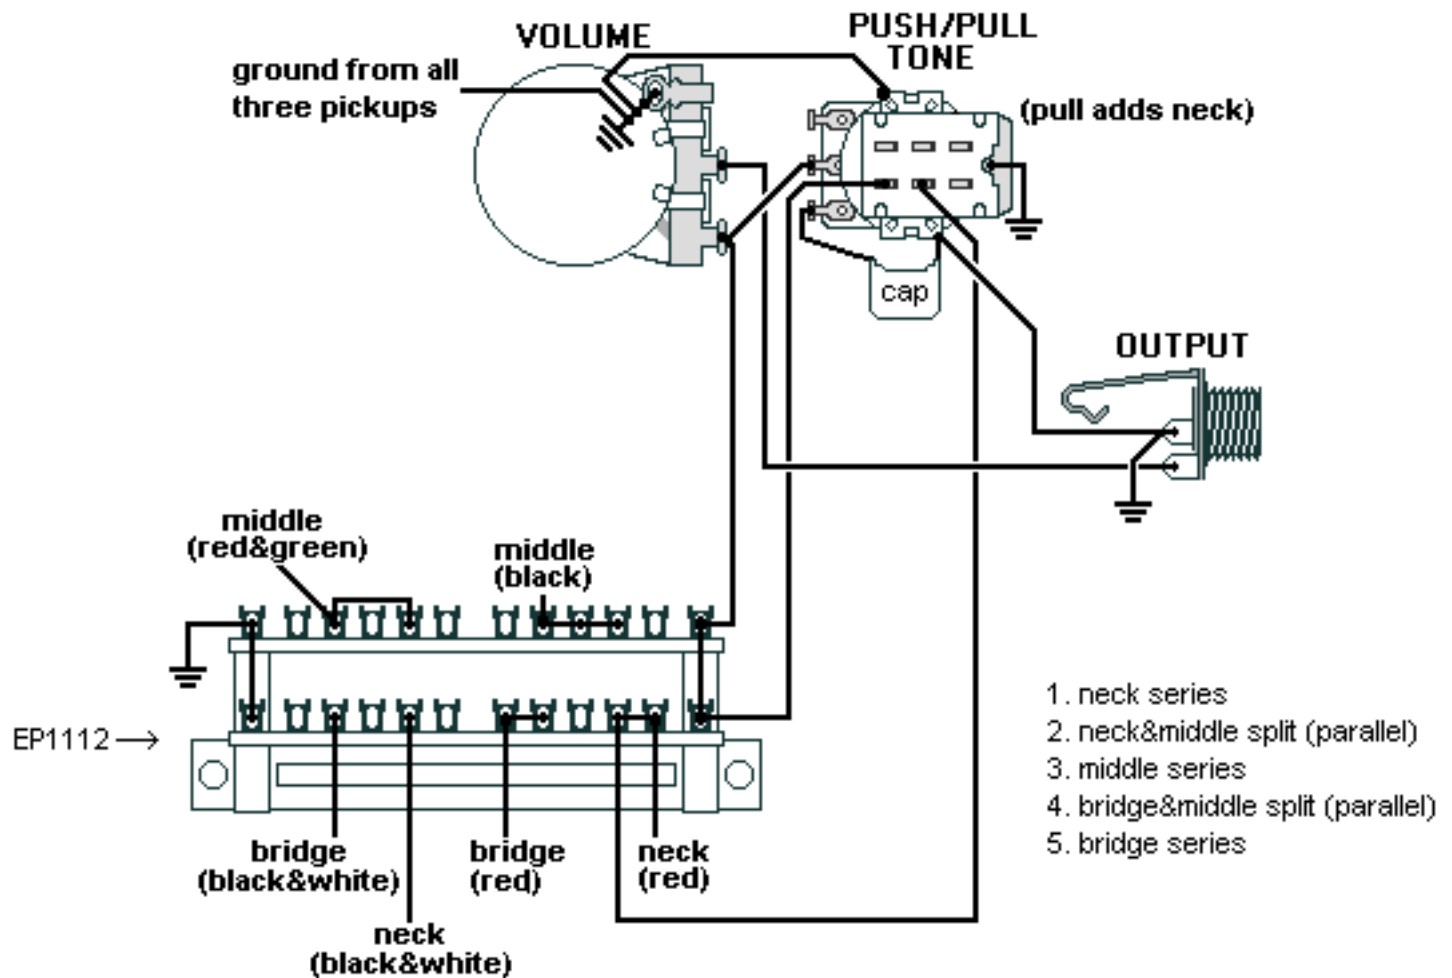 VOLUME
PUSH/PULL
TONE
ground from all
three pickups
(pull adds neck)
cap
OUTPUT
middle
(red&green)
middle
(black)
EP1112
bridge
(black&white)
bridge
(red)
neck
(red)
neck
(black&white)
1. neck series
2. neck&middle split (parallel)
3. middle series
4. bridge&middle split (parallel)
5. bridge series